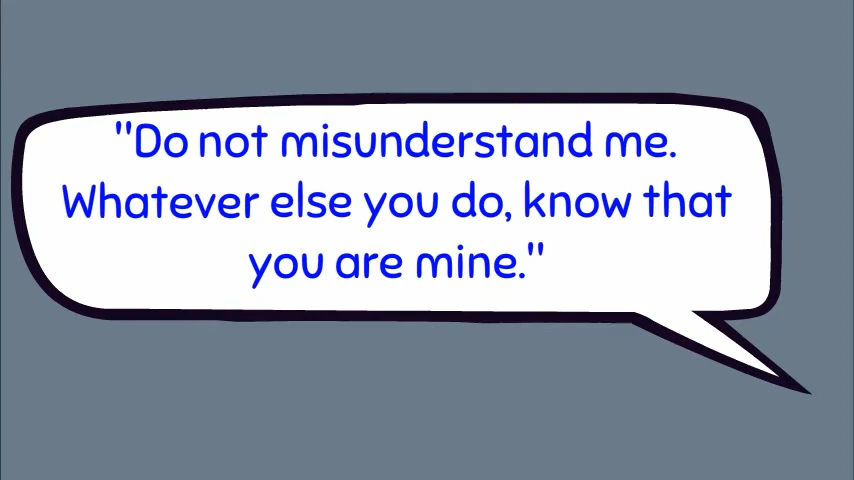 "Do not misunderstand me.
Whatever else you do, know that
you are mine."